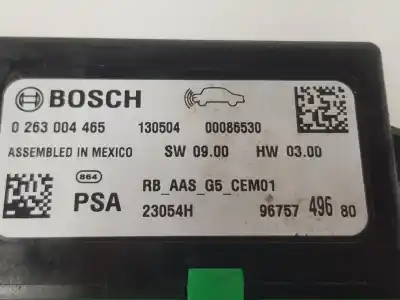 BOSCH
0 263 004 465 130504 00086530
ASSEMBLED IN MEXICO SW 09.00 HW 03.00
864 RB_AAS_G5_CEM01
PSA 23054H 96757 496 80